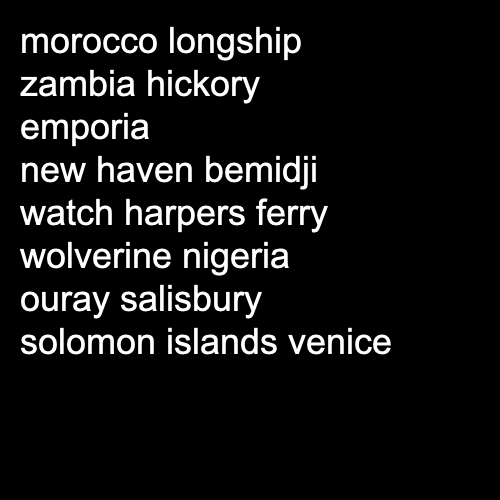 morocco longship
zambia hickory
emporia
new haven bemidji
watch harpers ferry
wolverine nigeria
ouray salisbury
solomon islands venice